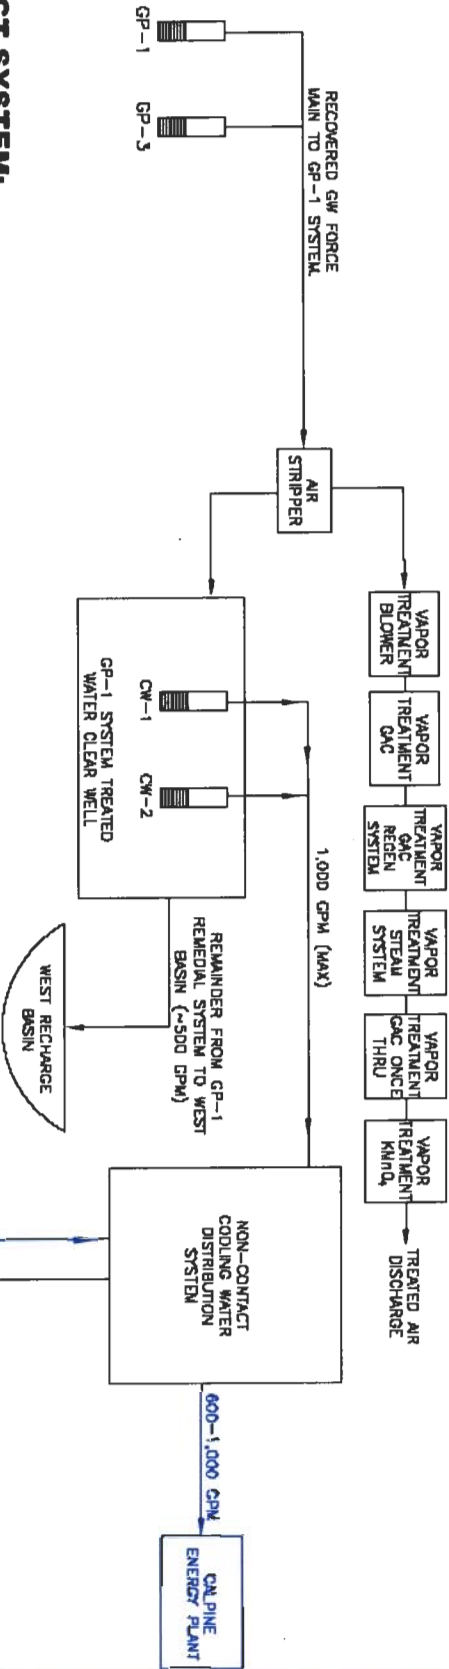 GP-1
GP-3
RECOVERED GW FORCE
MAIN TO GP-1 SYSTEM.
AIR
STRIPPER
VAPOR
TREATMENT
BLOWER
VAPOR
TREATMENT
GAC
VAPOR
TREATMENT
GAC
REGEN
SYSTEM
VAPOR
TREATMENT
STEAM
SYSTEM
VAPOR
TREATMENT
GAC ONCE
THRU
VAPOR
TREATMENT
KMnO4
TREATED AIR
DISCHARGE
CW-1
CW-2
GP-1 SYSTEM TREATED
WATER CLEAR WELL
1,000 GPM (MAX)
REMAINDER FROM GP-1
REMEDIAL SYSTEM TO WEST
BASIN (~500 GPM)
WEST RECHARGE
BASIN
NON-CONTACT
COOLING WATER
DISTRIBUTION
SYSTEM
600-1,000 GPM
CALPINE
ENERGY PLANT
CT SYSTEM: